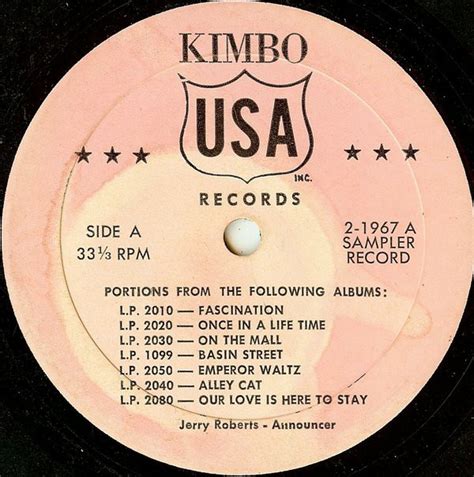 KIMBO
USA
INC.
RECORDS
SIDE A
33⅓ RPM
2-1967 A
SAMPLER
RECORD
PORTIONS FROM THE FOLLOWING ALBUMS:
L.P. 2010 — FASCINATION
L.P. 2020 — ONCE IN A LIFE TIME
L.P. 2030 — ON THE MALL
L.P. 1099 — BASIN STREET
L.P. 2050 — EMPEROR WALTZ
L.P. 2040 — ALLEY CAT
L.P. 2080 — OUR LOVE IS HERE TO STAY
Jerry Roberts - Announcer